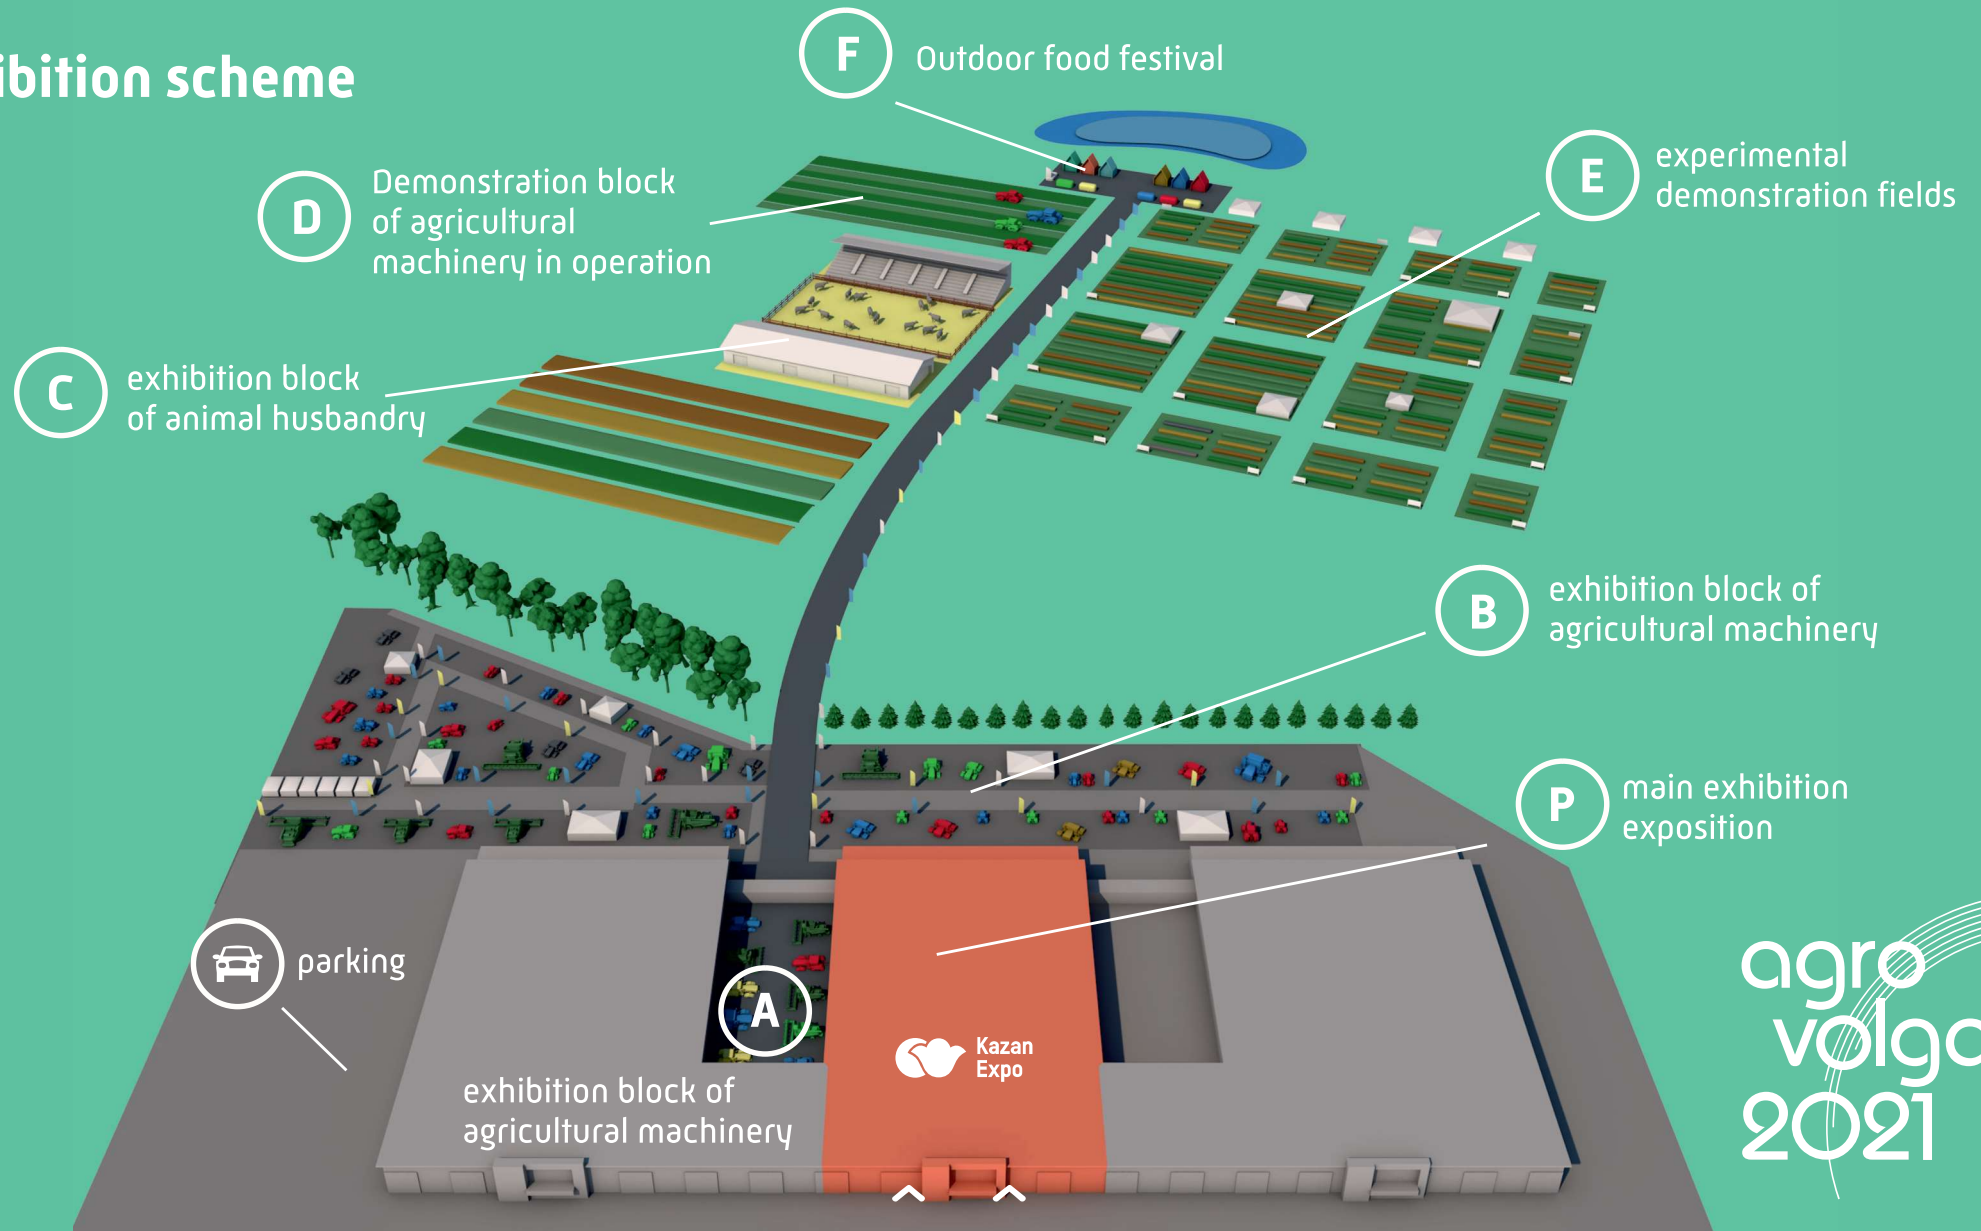 ibition scheme
F
Outdoor food festival
E
experimental
demonstration fields
D
Demonstration block
of agricultural
machinery in operation
C
exhibition block
of animal husbandry
B
exhibition block of
agricultural machinery
P
main exhibition
exposition
parking
A
exhibition block of
agricultural machinery
Kazan
Expo
agro
volga
2021